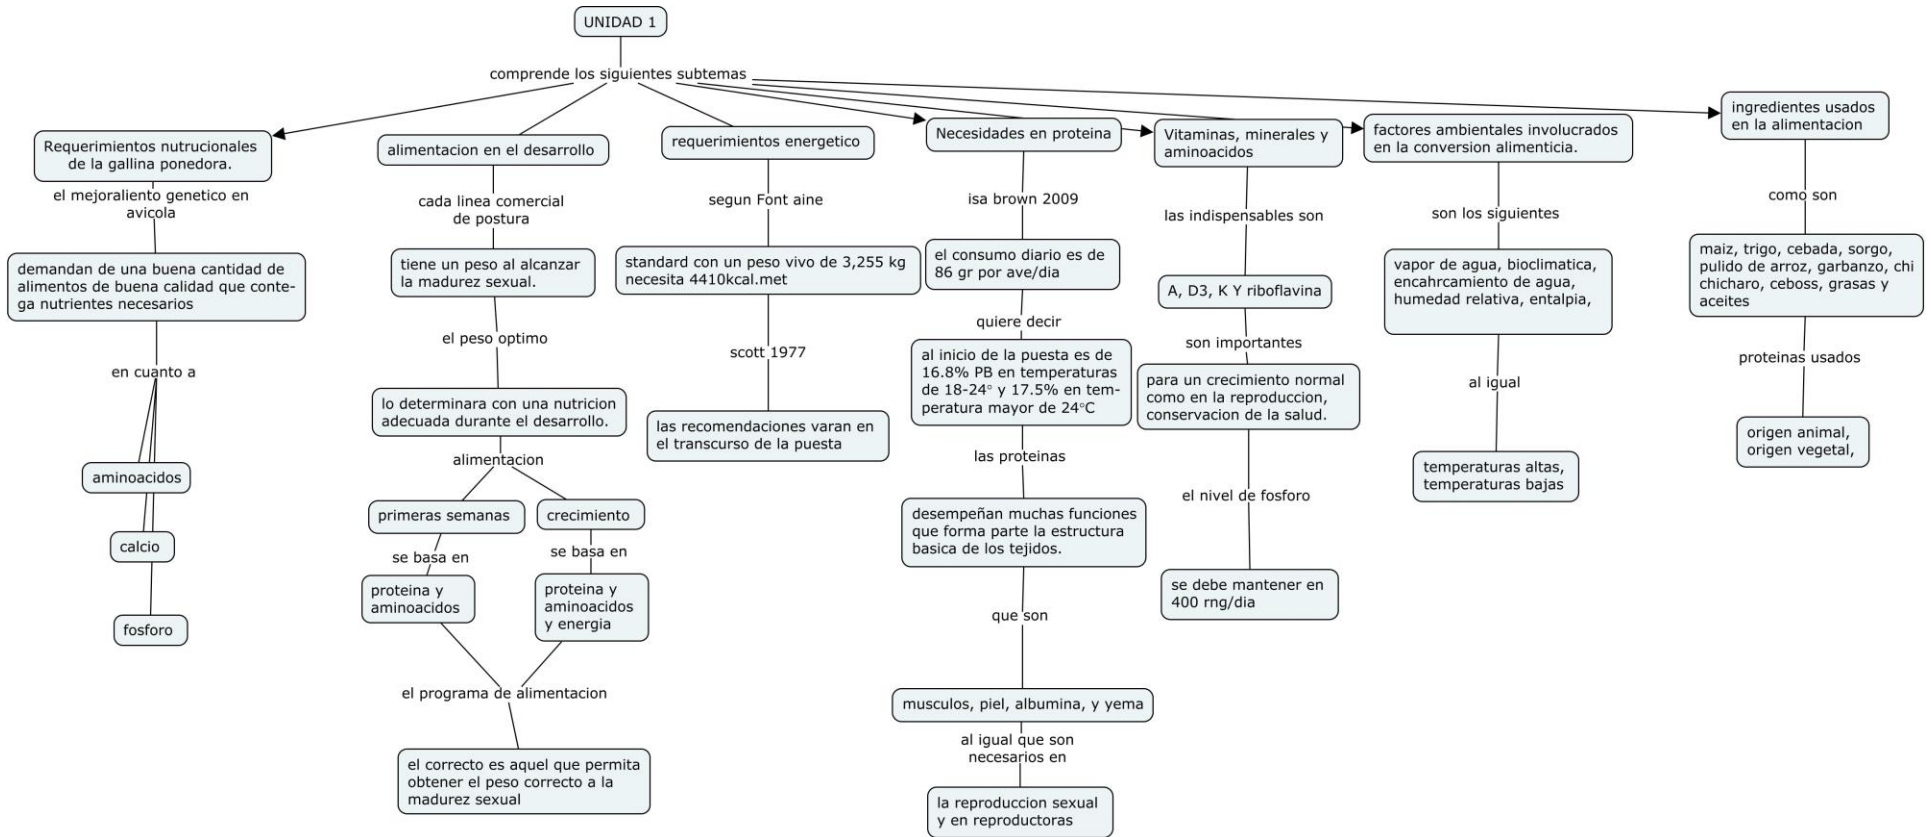 UNIDAD 1
comprende los siguientes subtemas
Requerimientos nutrucionales
de la gallina ponedora.
el mejoraliento genetico en
avicola
demandan de una buena cantidad de
alimentos de buena calidad que conte-
ga nutrientes necesarios
en cuanto a
aminoacidos
calcio
fosforo
alimentacion en el desarrollo
cada linea comercial
de postura
tiene un peso al alcanzar
la madurez sexual.
el peso optimo
lo determinara con una nutricion
adecuada durante el desarrollo.
alimentacion
primeras semanas
se basa en
proteina y
aminoacidos
crecimiento
se basa en
proteina y
aminoacidos
y energia
el programa de alimentacion
el correcto es aquel que permita
obtener el peso correcto a la
madurez sexual
requerimientos energetico
segun Font aine
standard con un peso vivo de 3,255 kg
necesita 4410kcal.met
scott 1977
las recomendaciones varan en
el transcurso de la puesta
Necesidades en proteina
isa brown 2009
el consumo diario es de
86 gr por ave/dia
quiere decir
al inicio de la puesta es de
16.8% PB en temperaturas
de 18-24° y 17.5% en tem-
peratura mayor de 24°C
las proteinas
desempeñan muchas funciones
que forma parte la estructura
basica de los tejidos.
que son
musculos, piel, albumina, y yema
al igual que son
necesarios en
la reproduccion sexual
y en reproductoras
Vitaminas, minerales y
aminoacidos
las indispensables son
A, D3, K Y riboflavina
son importantes
para un crecimiento normal
como en la reproduccion,
conservacion de la salud.
el nivel de fosforo
se debe mantener en
400 rng/dia
factores ambientales involucrados
en la conversion alimenticia.
son los siguientes
vapor de agua, bioclimatica,
encahrcamiento de agua,
humedad relativa, entalpia,
al igual
temperaturas altas,
temperaturas bajas
ingredientes usados
en la alimentacion
como son
maiz, trigo, cebada, sorgo,
pulido de arroz, garbanzo, chi
chicharo, ceboss, grasas y
aceites
proteinas usados
origen animal,
origen vegetal,